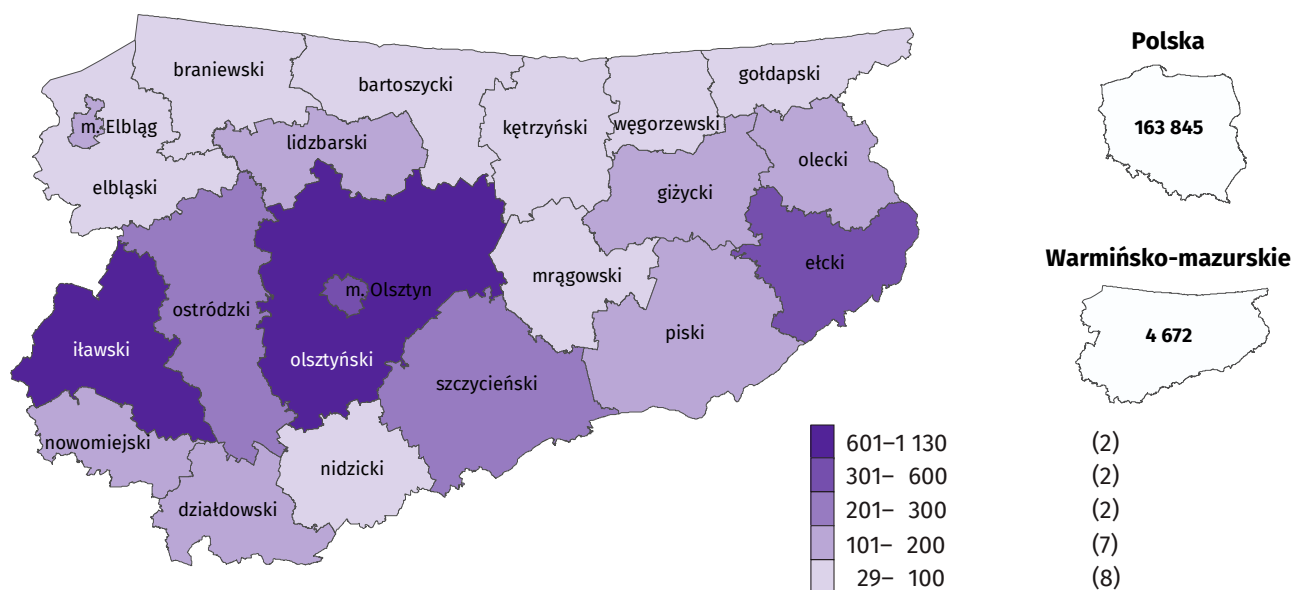 braniewski
bartoszycki
gołdapski
m. Elbląg
kętrzyński
węgorzewski
lidzbarski
olecki
elbląski
giżycki
mrągowski
ełcki
m. Olsztyn
ostródzki
piski
iławski
olsztyński
szczycieński
nowomiejski
nidzicki
działdowski
Polska
163 845
Warmińsko-mazurskie
4 672
601–1 130 (2)
301– 600 (2)
201– 300 (2)
101– 200 (7)
29– 100 (8)